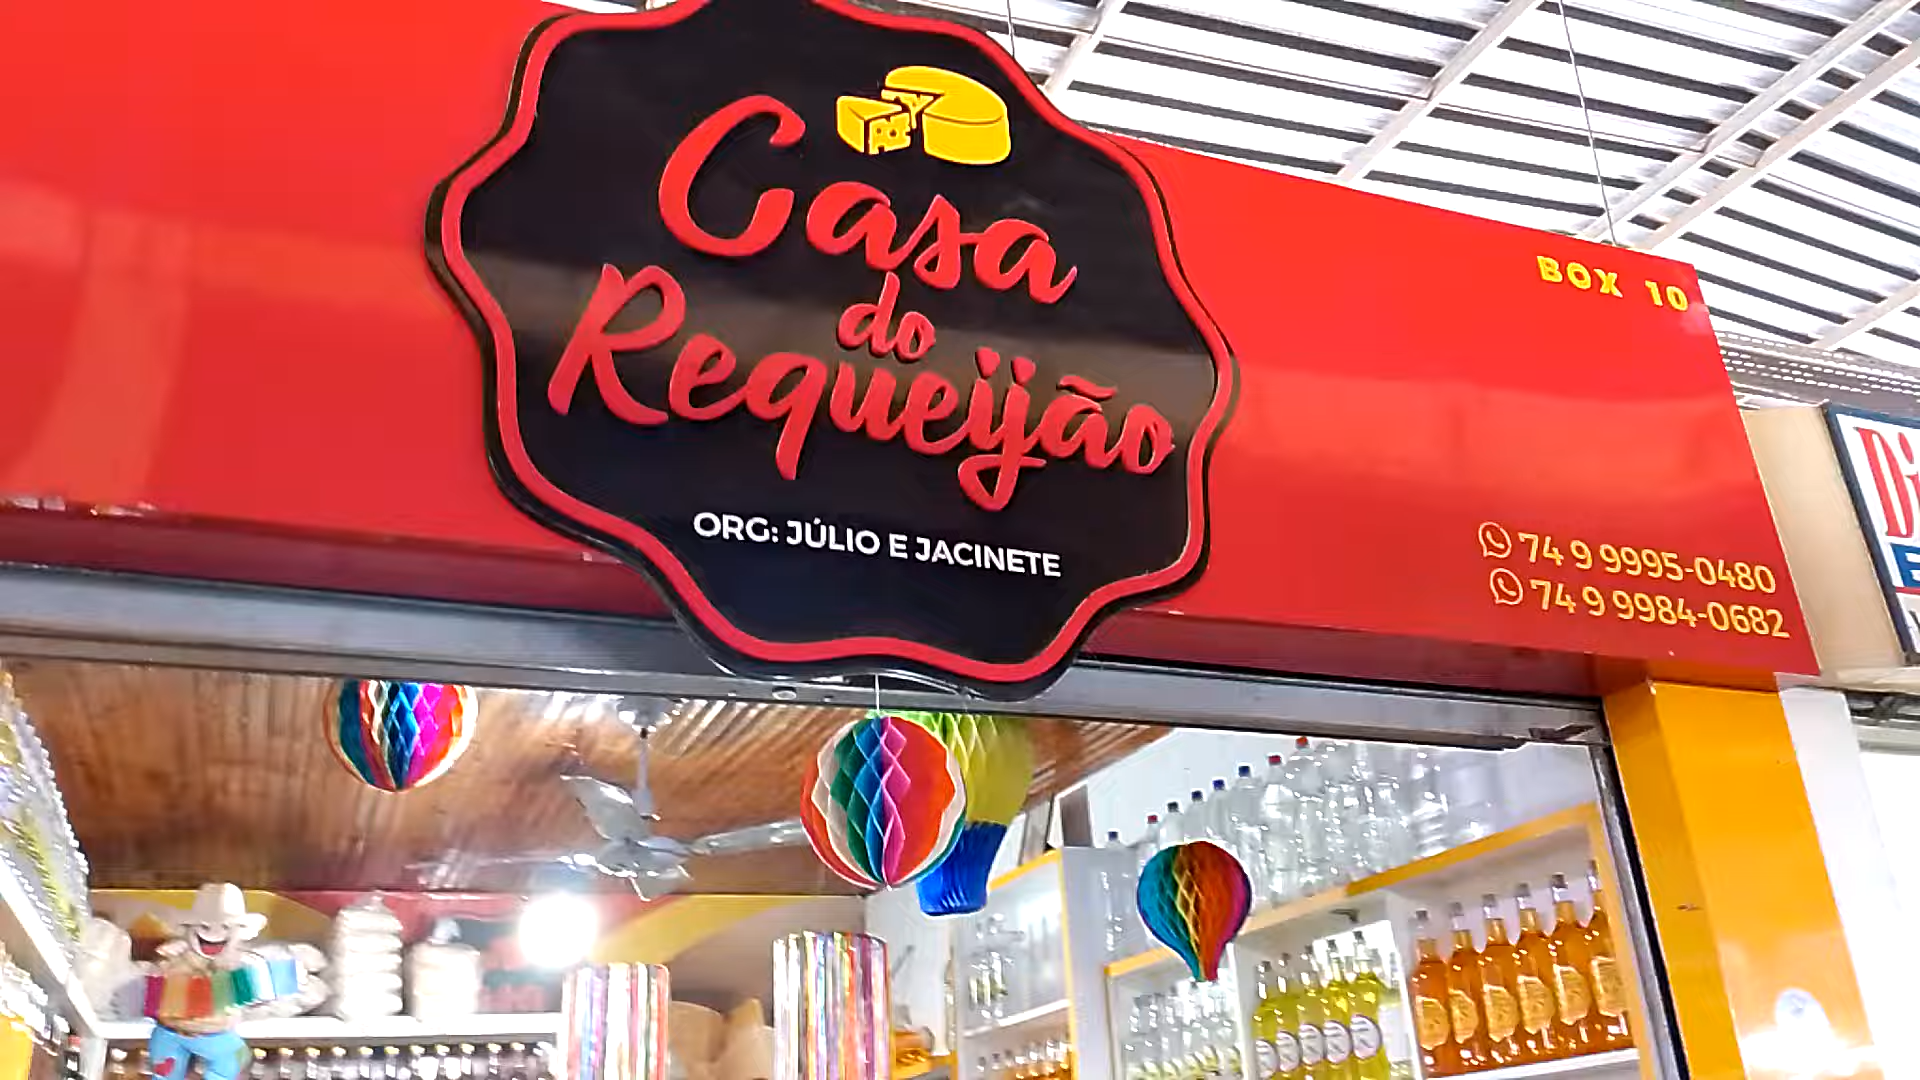 Casa
do
Requeijão
ORG: JÚLIO E JACINETE
BOX 10
74 9 9995-0480
74 9 9984-0682